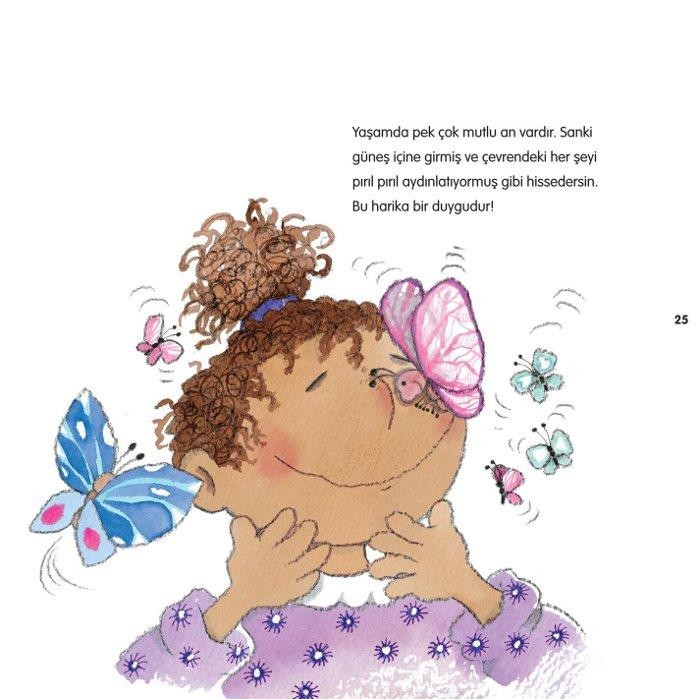 Yaşamda pek çok mutlu an vardır. Sanki
güneş içine girmiş ve çevrendeki her şeyi
pırıl pırıl aydınlatıyormuş gibi hissedersin.
Bu harika bir duygudur!
25